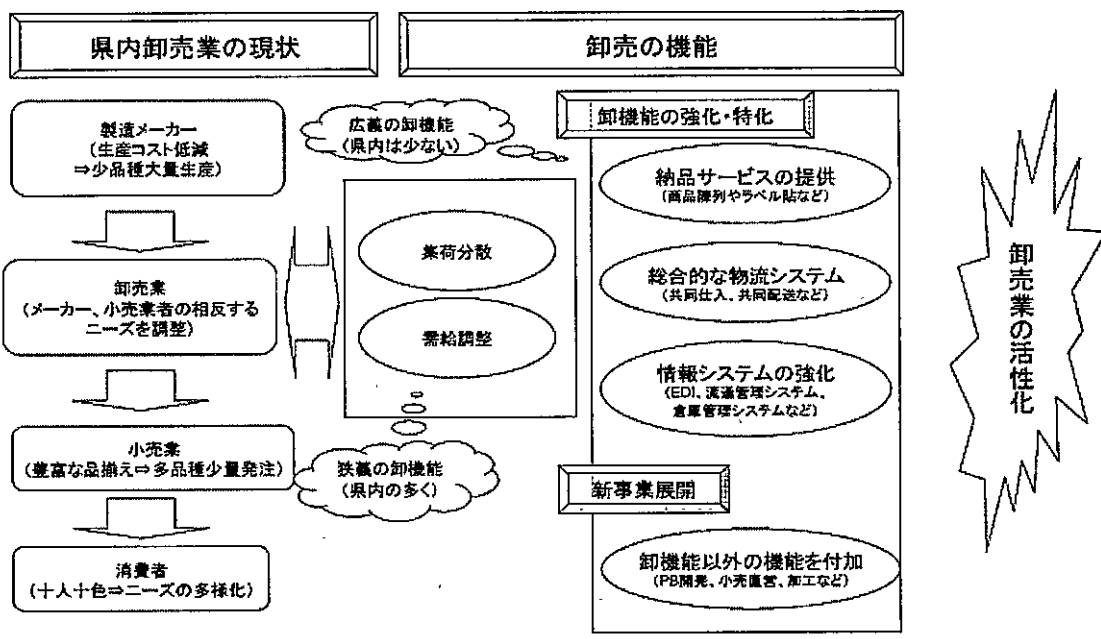 県内卸売業の現状
卸売の機能
製造メーカー
(生産コスト低減
⇒少品種大量生産)
卸売業
(メーカー、小売業者の相反する
ニーズを調整)
小売業
(豊富な品揃え⇒多品種少量発注)
消費者
(十人十色⇒ニーズの多様化)
広義の卸機能
(県内は少ない)
集荷分散
需給調整
狭義の卸機能
(県内の多く)
卸機能の強化・特化
納品サービスの提供
(商品陳列やラベル貼など)
総合的な物流システム
(共同仕入、共同配送など)
情報システムの強化
(EDI、流通管理システム、
倉庫管理システムなど)
新事業展開
卸機能以外の機能を付加
(PB開発、小売直営、加工など)
卸売業の活性化